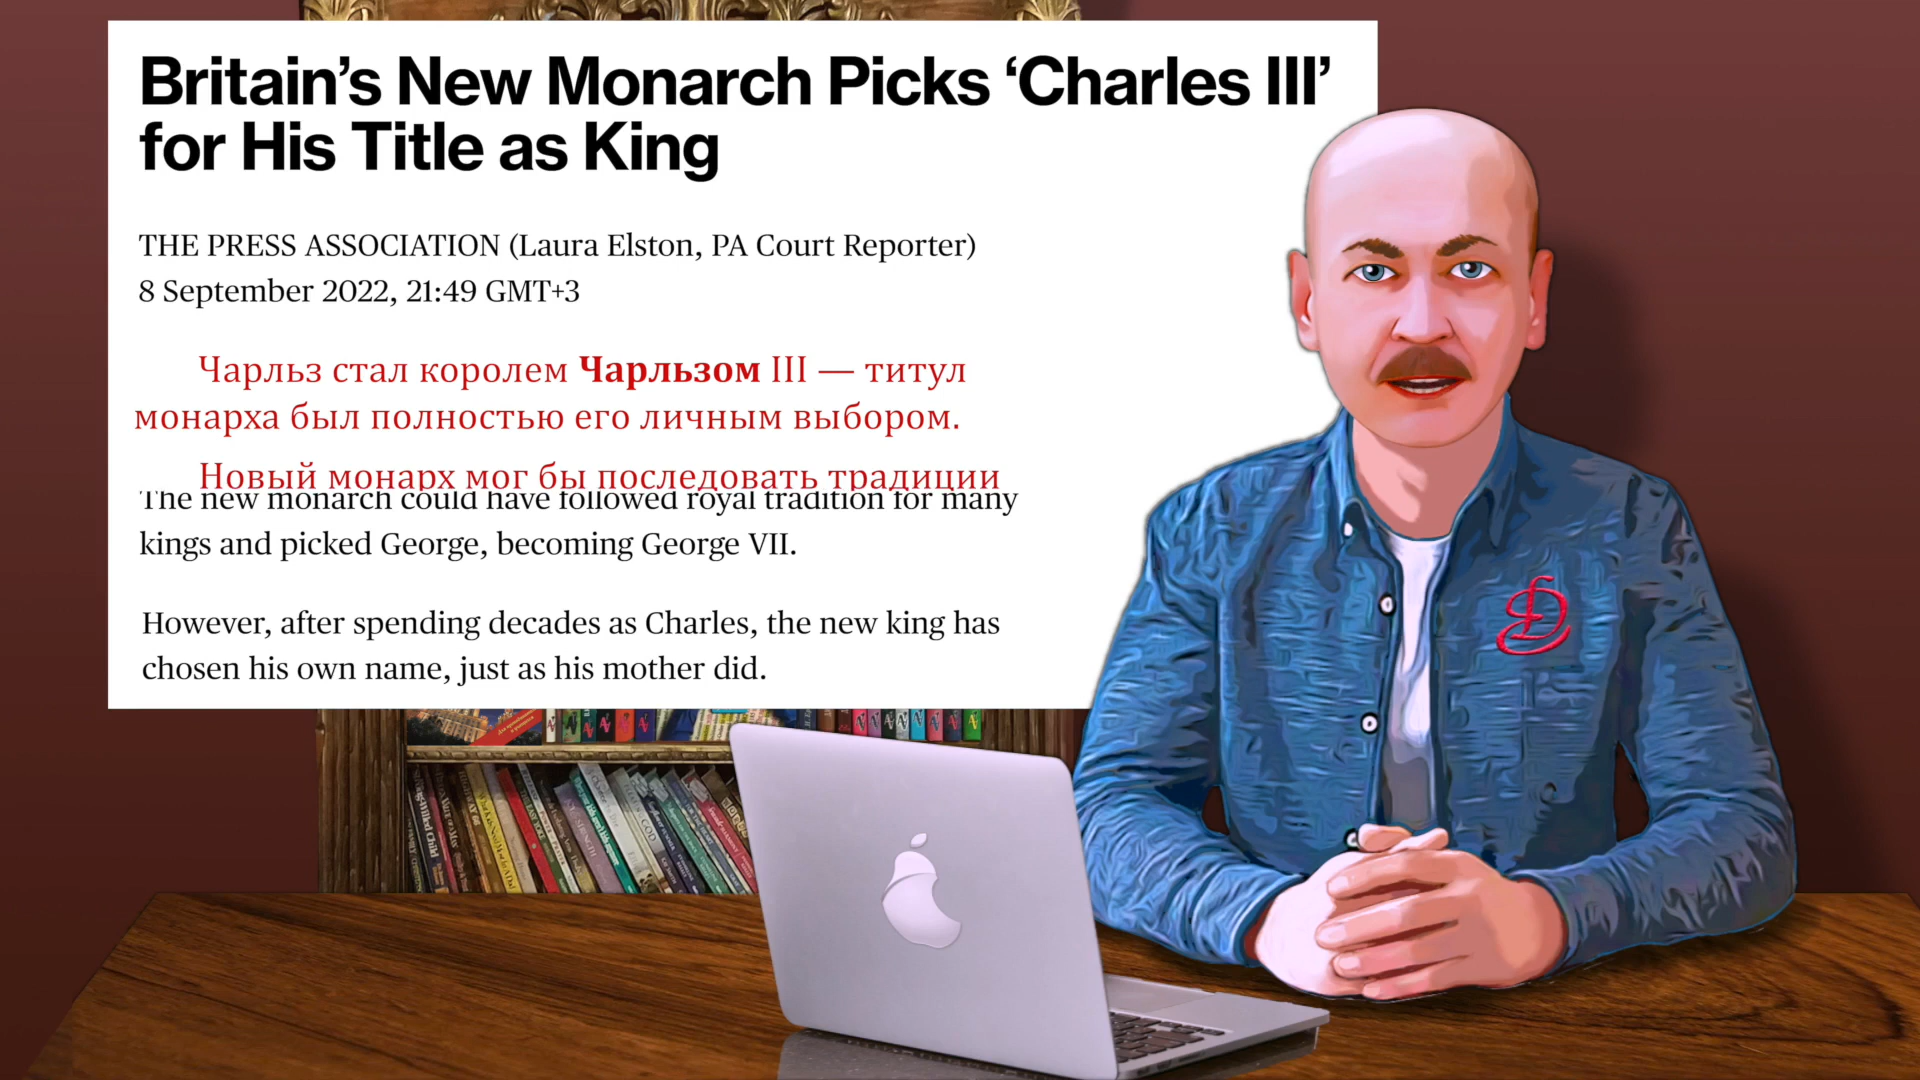 Britain’s New Monarch Picks ‘Charles III’
for His Title as King
THE PRESS ASSOCIATION (Laura Elston, PA Court Reporter)
8 September 2022, 21:49 GMT+3
Чарльз стал королем Чарльзом III — титул
монарха был полностью его личным выбором.
Новый монарх мог бы последовать традиции
The new monarch could have followed royal tradition for many
kings and picked George, becoming George VII.
However, after spending decades as Charles, the new king has
chosen his own name, just as his mother did.